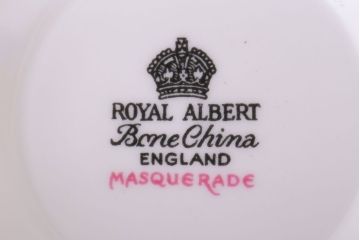 ROYAL ALBERT
Bone China
ENGLAND
MASQUERADE